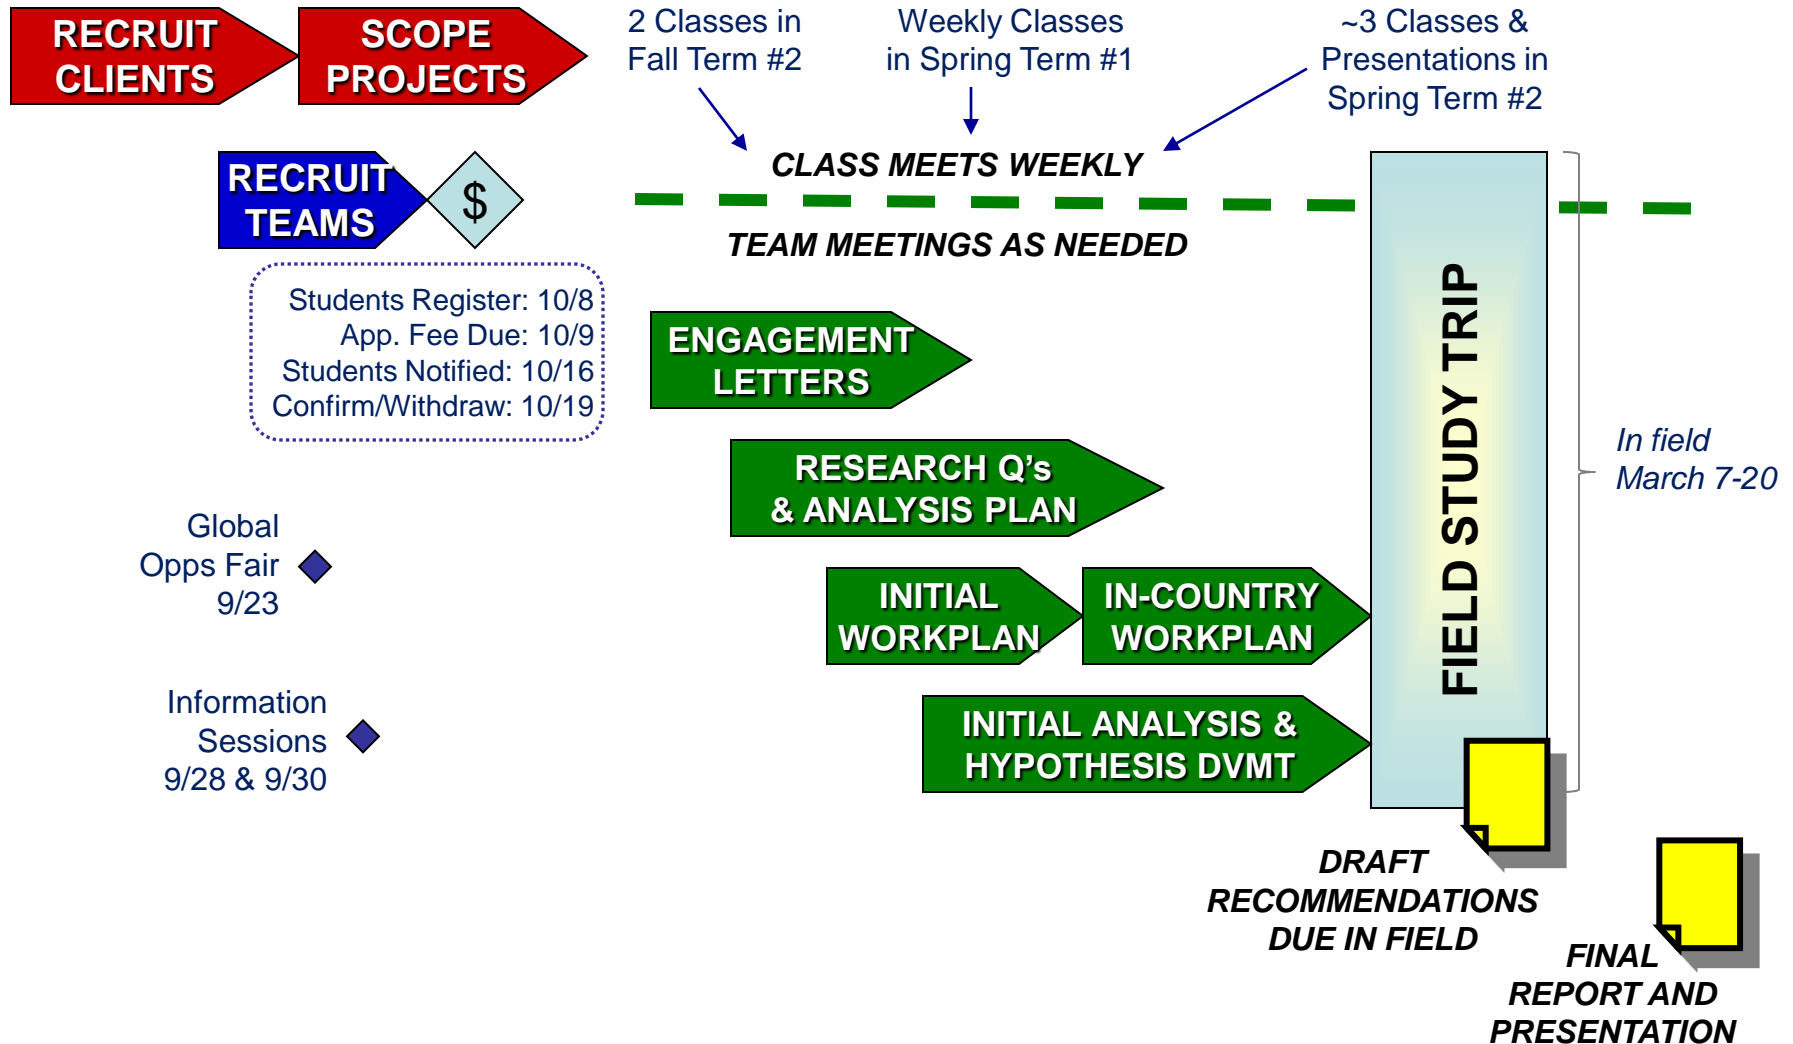 RECRUIT
CLIENTS
SCOPE
PROJECTS
2 Classes in
Fall Term #2
Weekly Classes
in Spring Term #1
~3 Classes &
Presentations in
Spring Term #2
RECRUIT
TEAMS
$
CLASS MEETS WEEKLY
TEAM MEETINGS AS NEEDED
Students Register: 10/8
App. Fee Due: 10/9
Students Notified: 10/16
Confirm/Withdraw: 10/19
ENGAGEMENT
LETTERS
RESEARCH Q’s
& ANALYSIS PLAN
FIELD STUDY TRIP
In field
March 7-20
Global
Opps Fair
9/23
INITIAL
WORKPLAN
IN-COUNTRY
WORKPLAN
Information
Sessions
9/28 & 9/30
INITIAL ANALYSIS &
HYPOTHESIS DVMT
DRAFT
RECOMMENDATIONS
DUE IN FIELD
FINAL
REPORT AND
PRESENTATION